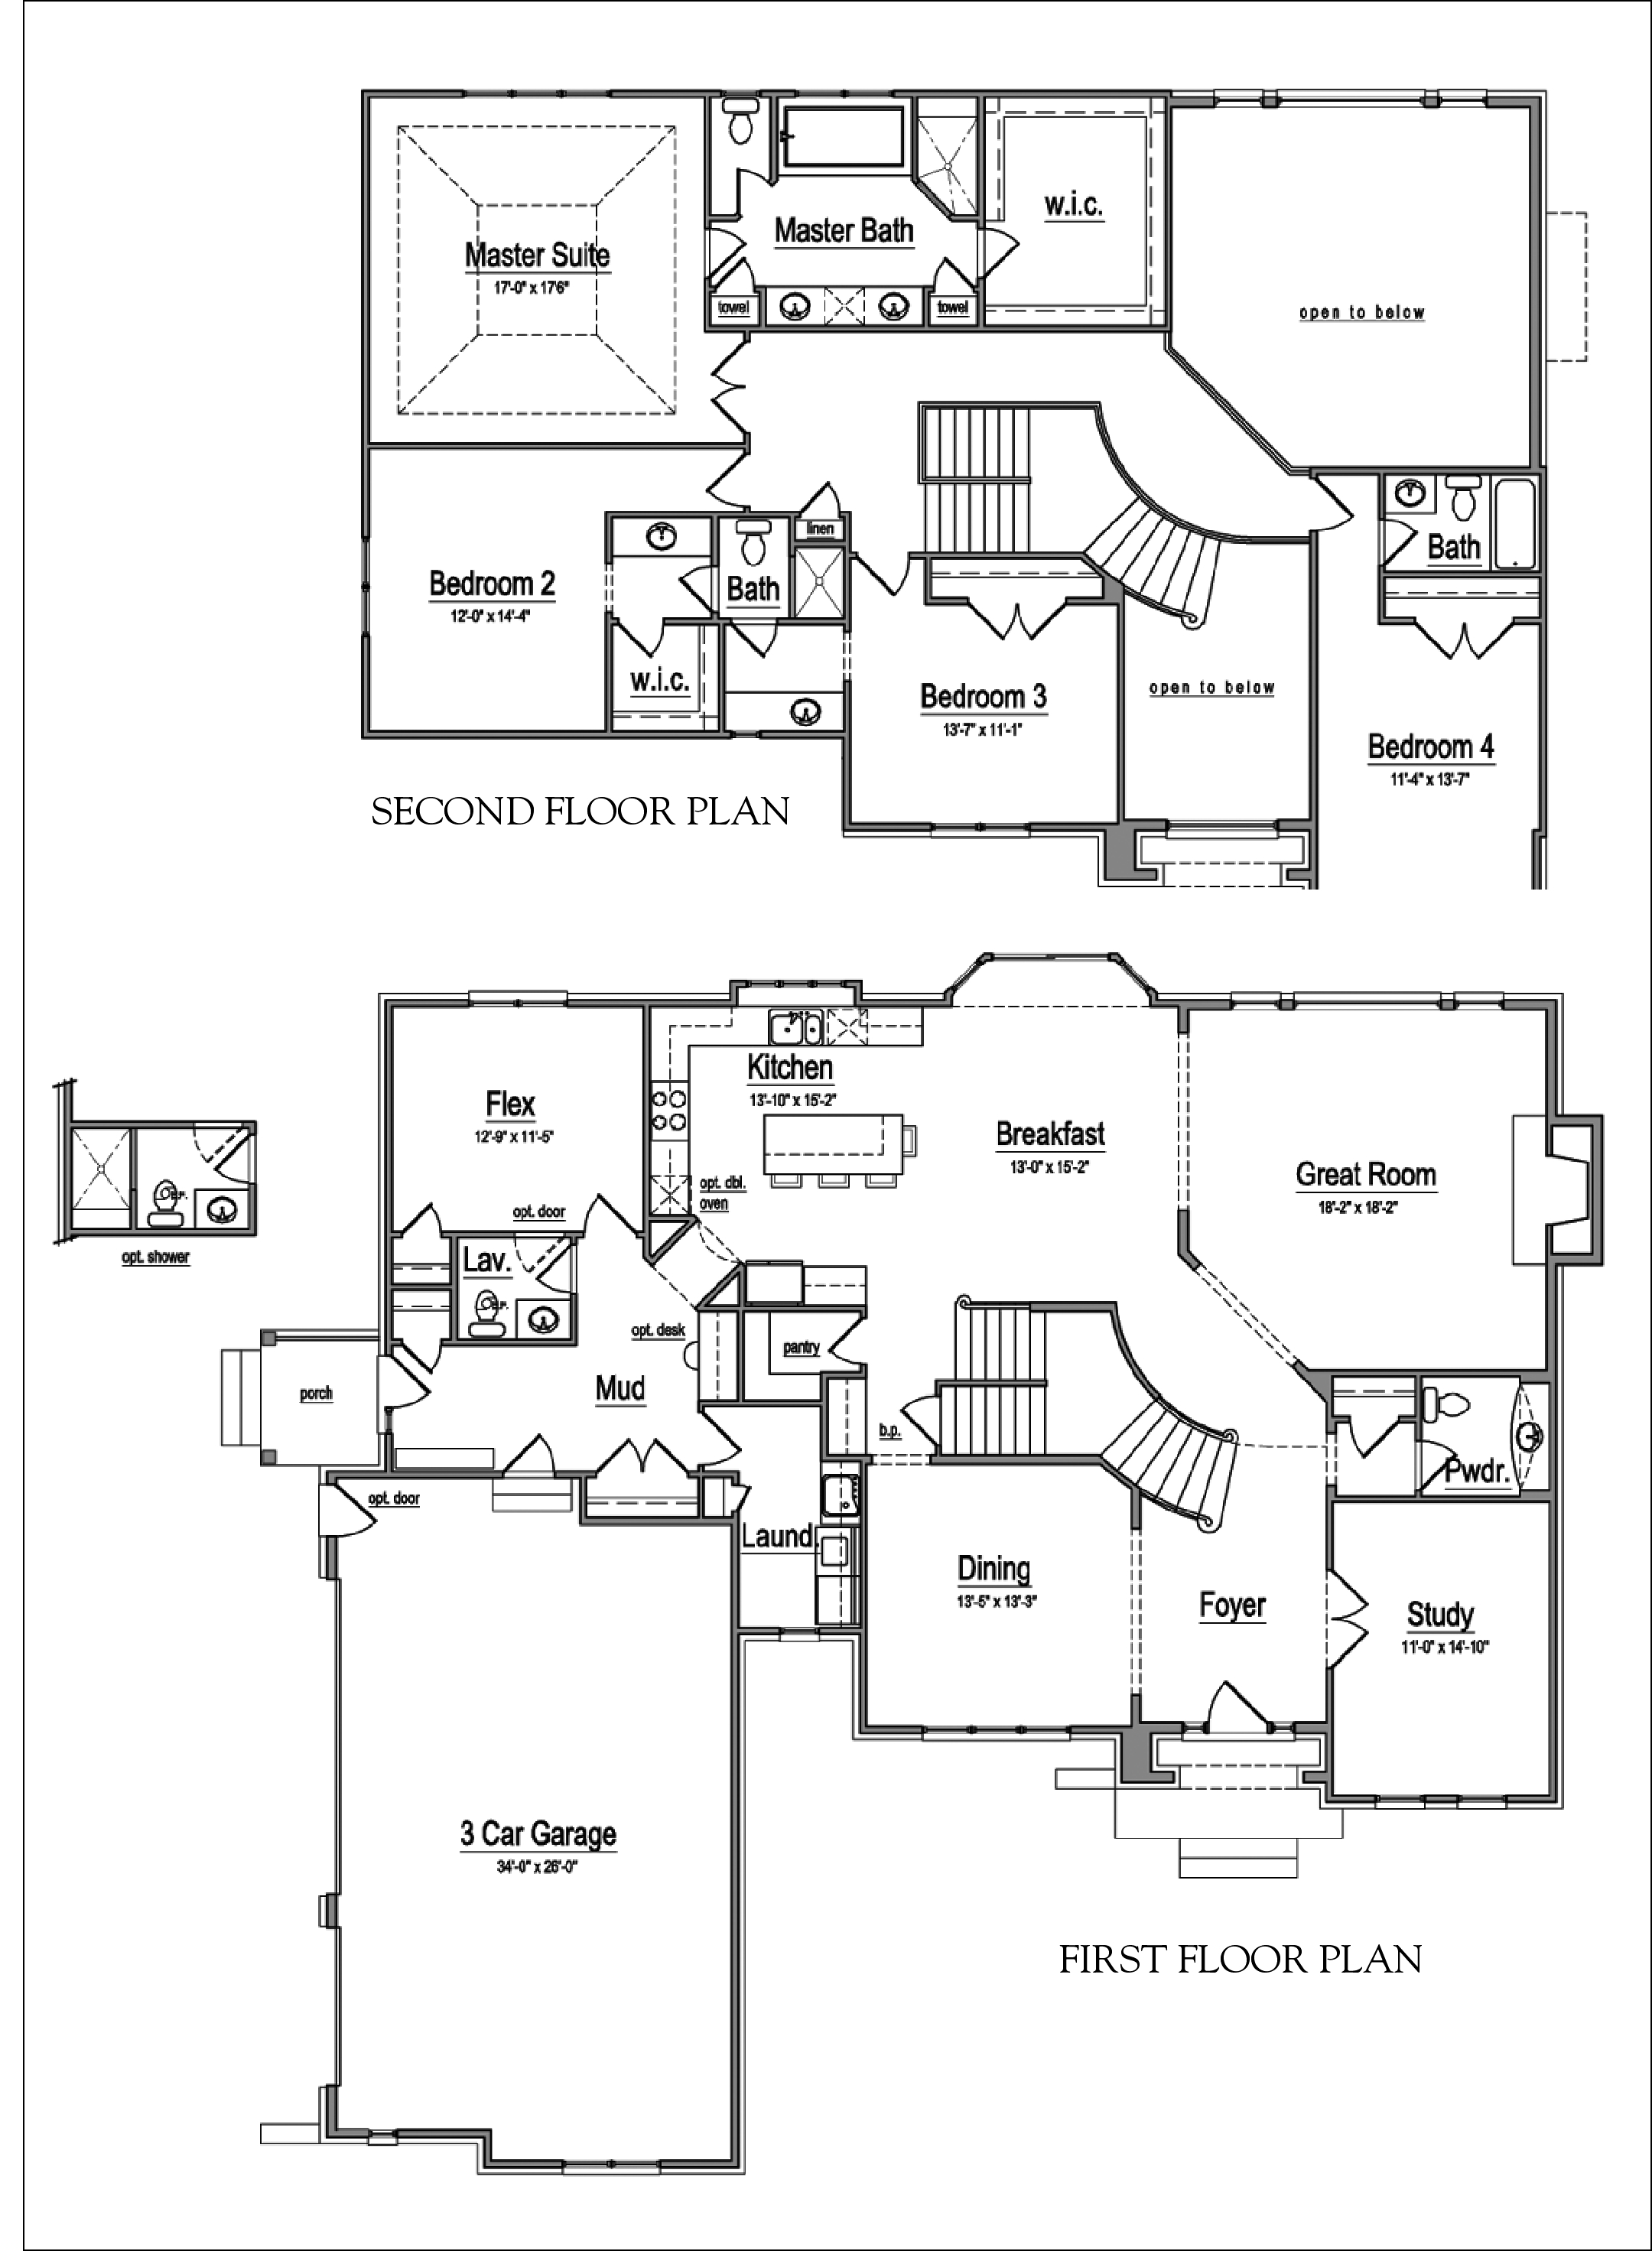 w.i.c.
Master Bath
Master Suite
17'-0" x 17'6"
towel
towel
open to below
linen
Bath
Bedroom 2
12'-0" x 14'-4"
Bath
w.i.c.
Bedroom 3
13'-7" x 11'-1"
open to below
Bedroom 4
11'-4" x 13'-7"
SECOND FLOOR PLAN
Kitchen
13'-10" x 15'-2"
Flex
12'-9" x 11'-5"
Breakfast
13'-0" x 15'-2"
Great Room
18'-2" x 18'-2"
opt. dbl.
oven
opt. door
opt. shower
Lav.
opt. desk
pantry
porch
Mud
b.p.
Pwdr.
opt. door
Laund.
Dining
13'-5" x 13'-3"
Foyer
Study
11'-0" x 14'-10"
3 Car Garage
34'-0" x 26'-0"
FIRST FLOOR PLAN